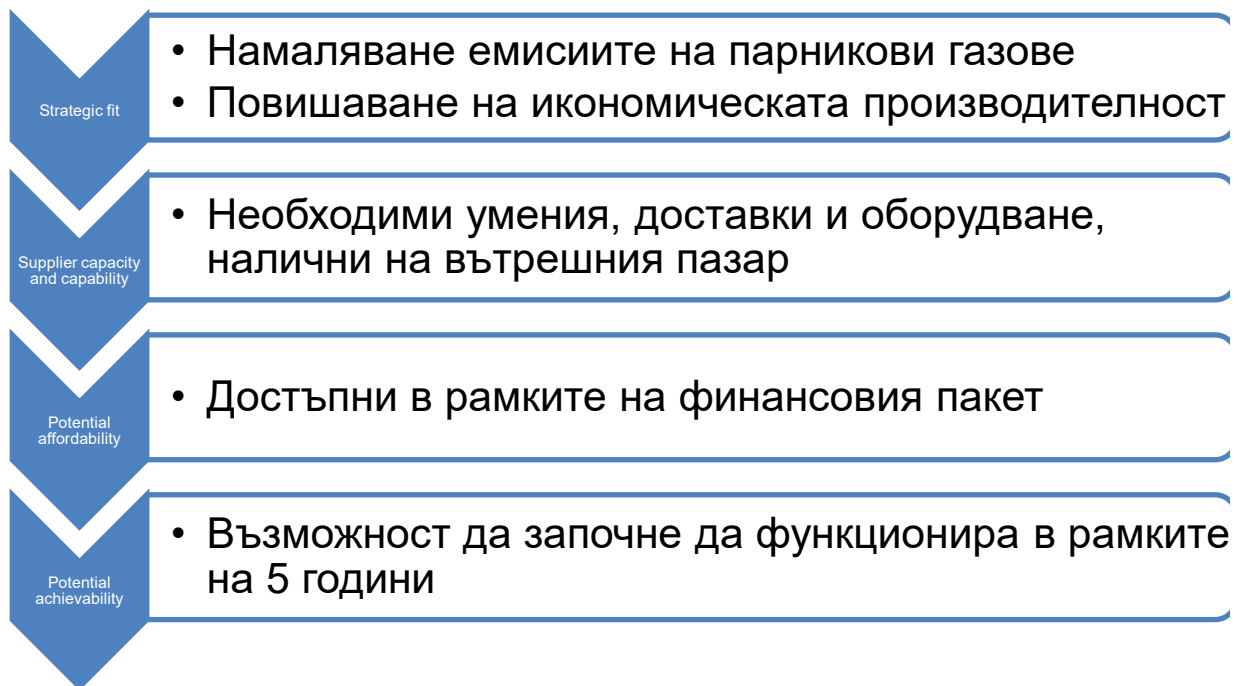 Strategic fit
• Намаляване емисиите на парникови газове
• Повишаване на икономическата производителност
Supplier capacity
and capability
• Необходими умения, доставки и оборудване,
налични на вътрешния пазар
Potential
affordability
• Достъпни в рамките на финансовия пакет
Potential
achievability
• Възможност да започне да функционира в рамките
на 5 години